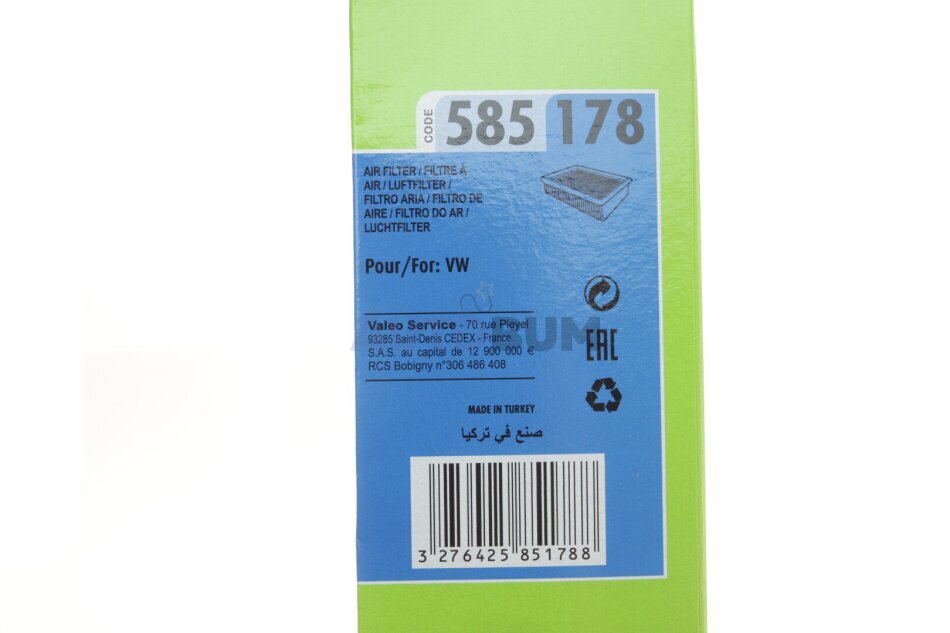 CODE
585 178
AIR FILTER / FILTRE À
AIR / LUFTFILTER /
FILTRO ARIA / FILTRO DE
AIRE / FILTRO DO AR /
LUCHTFILTER
Pour/For: VW
Valeo Service - 70 rue Pleyel
93285 Saint-Denis CEDEX - France
S.A.S. au capital de 12 900 000 €
RCS Bobigny n°306 486 408
EAC
MADE IN TURKEY
صنع في تركيا
3 276425 851788